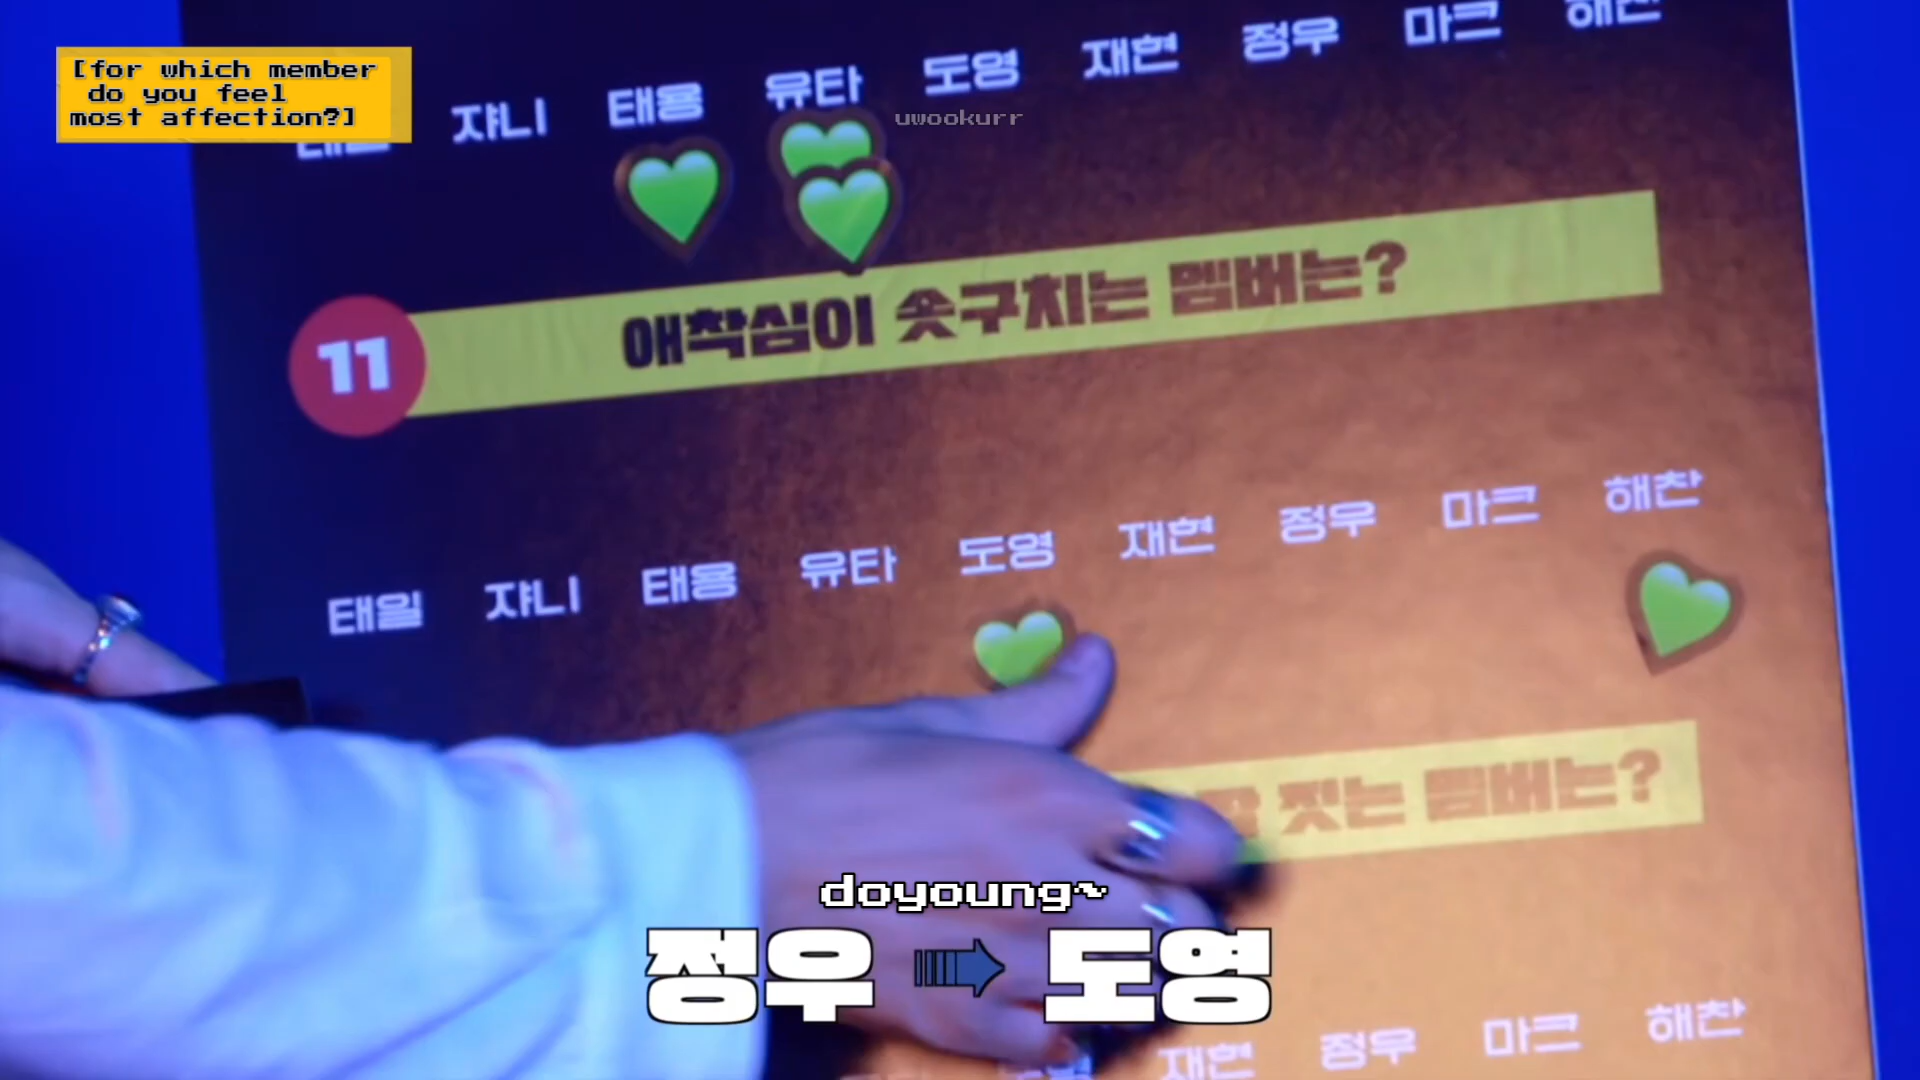 [for which member
do you feel
most affection?]
쟈니 태용 유타 도영 재현 정우 마크 해찬
uwookurr
11 애착심이 솟구치는 멤버는?
태일 쟈니 태용 유타 도영 재현 정우 마크 해찬
짓는 멤버는?
doyoung~
정우 도영
재현 정우 마크 해찬